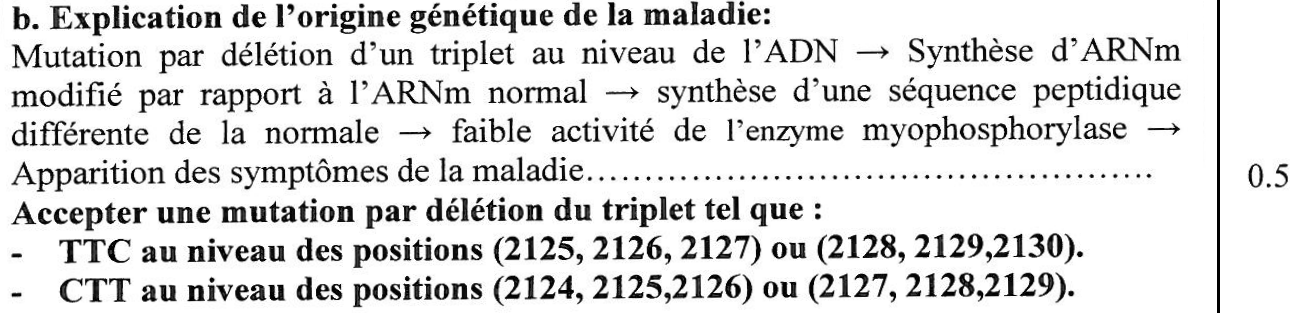 b. Explication de l'origine génétique de la maladie:
Mutation par délétion d'un triplet au niveau de l'ADN → Synthèse d'ARNm
modifié par rapport à l'ARNm normal → synthèse d'une séquence peptidique
différente de la normale → faible activité de l'enzyme myophosphorylase →
Apparition des symptômes de la maladie.................................................. 0.5
Accepter une mutation par délétion du triplet tel que :
- TTC au niveau des positions (2125, 2126, 2127) ou (2128, 2129,2130).
- CTT au niveau des positions (2124, 2125,2126) ou (2127, 2128,2129).